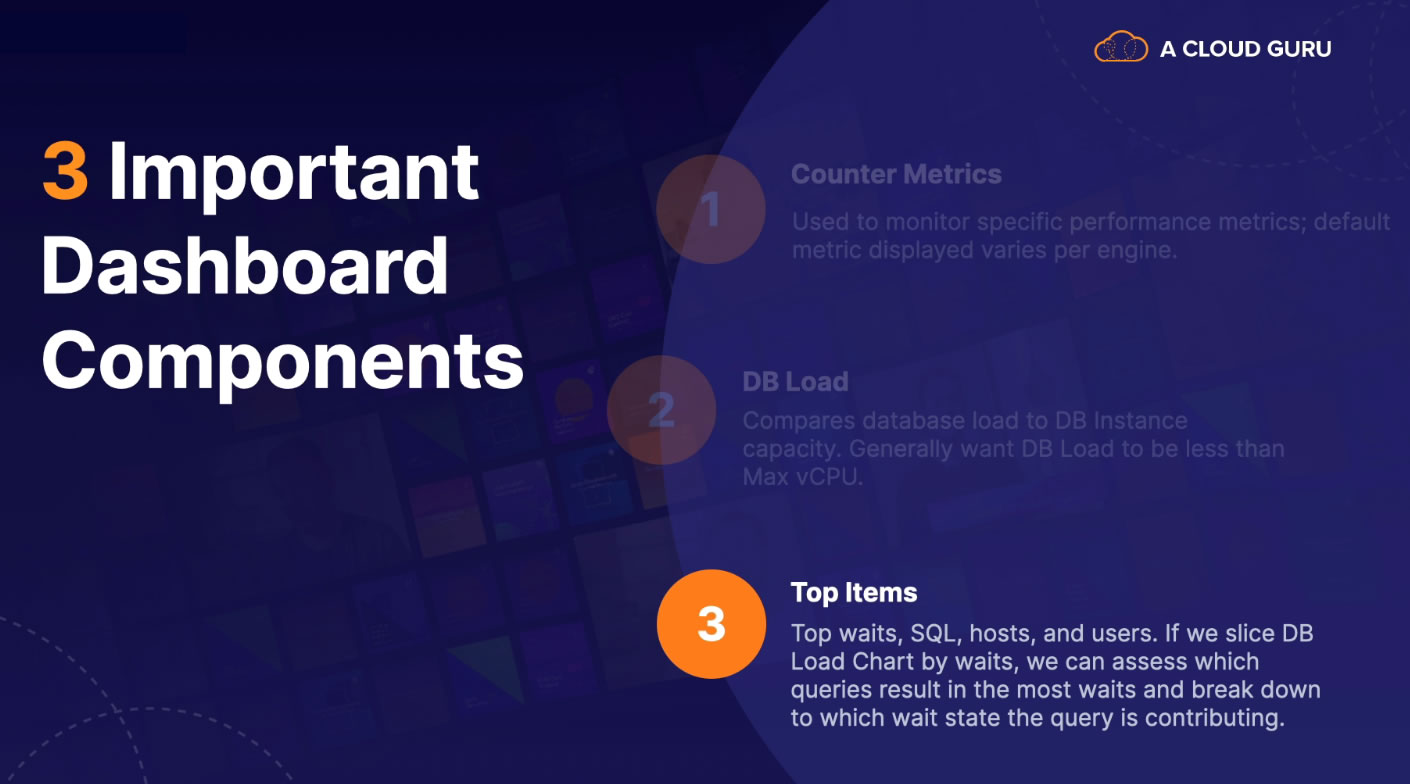 A CLOUD GURU
3 Important
Dashboard
Components
1
Counter Metrics
Used to monitor specific performance metrics; default
metric displayed varies per engine.
2
DB Load
Compares database load to DB Instance
capacity. Generally want DB Load to be less than
Max vCPU.
3
Top Items
Top waits, SQL, hosts, and users. If we slice DB
Load Chart by waits, we can assess which
queries result in the most waits and break down
to which wait state the query is contributing.